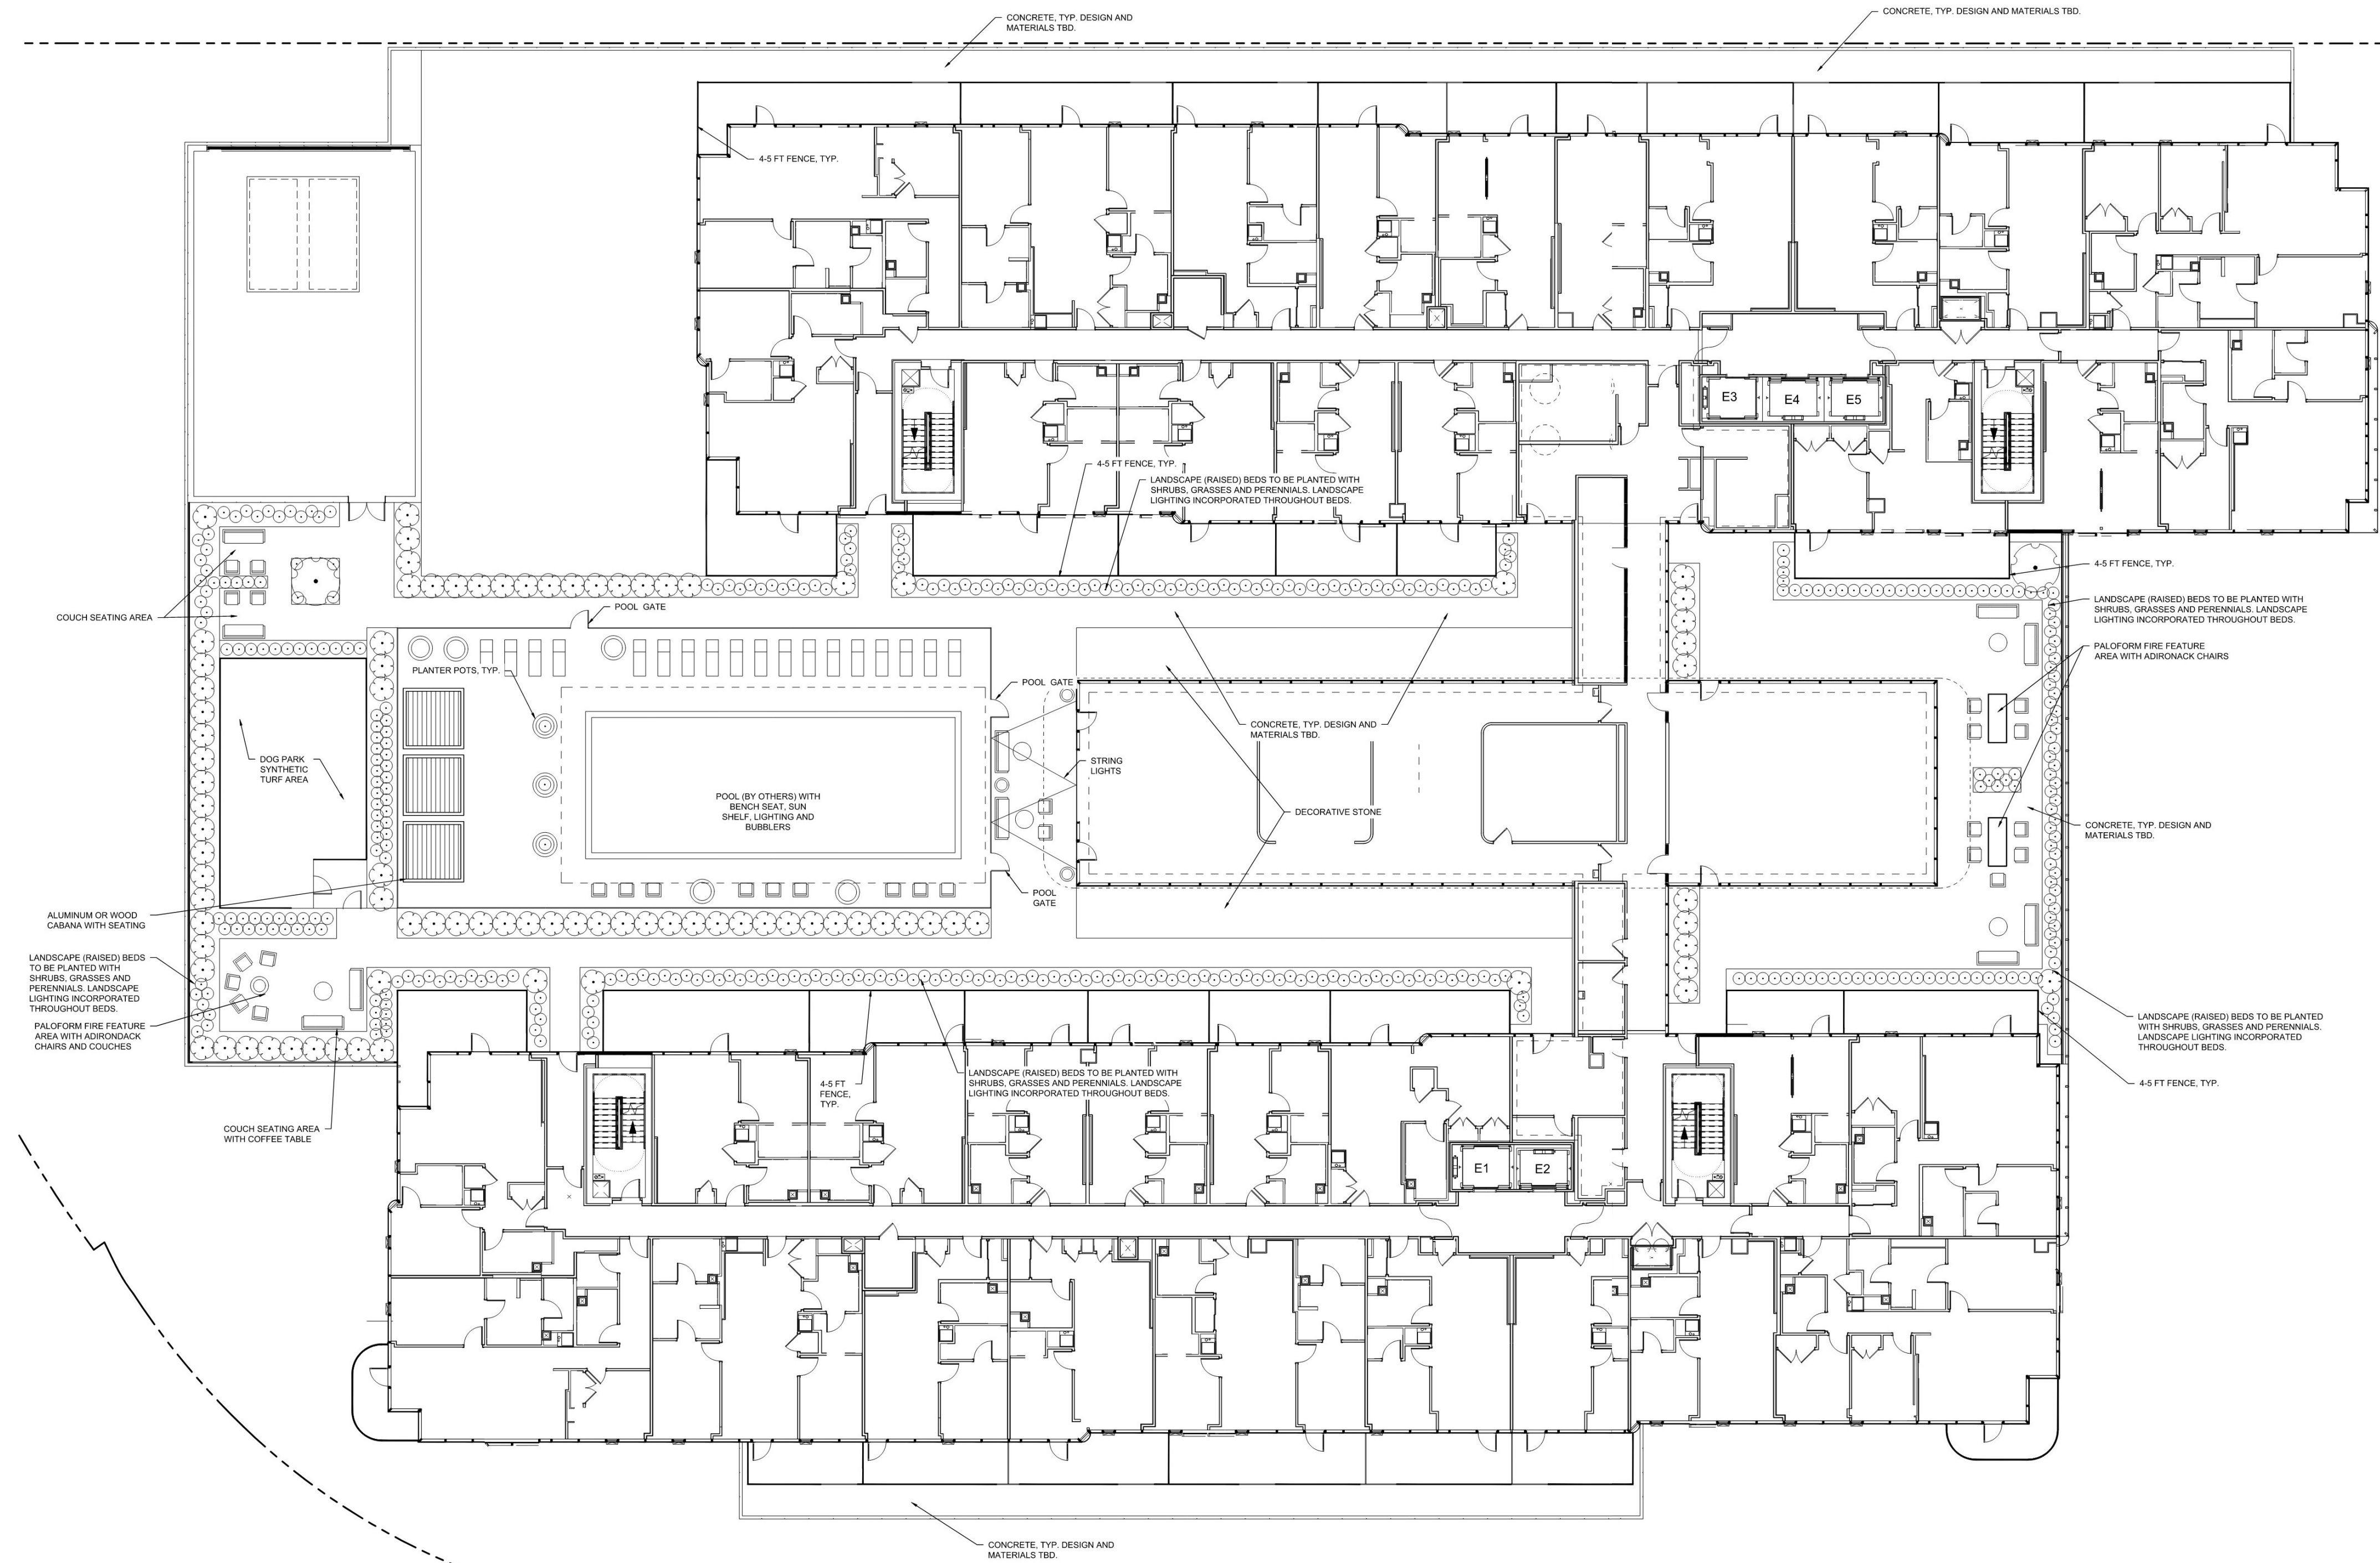 CONCRETE, TYP. DESIGN AND
MATERIALS TBD.
CONCRETE, TYP. DESIGN AND MATERIALS TBD.
4-5 FT FENCE, TYP.
E3
E4
E5
4-5 FT FENCE, TYP.
LANDSCAPE (RAISED) BEDS TO BE PLANTED WITH
SHRUBS, GRASSES AND PERENNIALS. LANDSCAPE
LIGHTING INCORPORATED THROUGHOUT BEDS.
4-5 FT FENCE, TYP.
COUCH SEATING AREA
POOL GATE
LANDSCAPE (RAISED) BEDS TO BE PLANTED WITH
SHRUBS, GRASSES AND PERENNIALS. LANDSCAPE
LIGHTING INCORPORATED THROUGHOUT BEDS.
PALOFORM FIRE FEATURE
AREA WITH ADIRONACK CHAIRS
PLANTER POTS, TYP.
POOL GATE
CONCRETE, TYP. DESIGN AND
MATERIALS TBD.
DOG PARK
SYNTHETIC
TURF AREA
STRING
LIGHTS
POOL (BY OTHERS) WITH
BENCH SEAT, SUN
SHELF, LIGHTING AND
BUBBLERS
DECORATIVE STONE
CONCRETE, TYP. DESIGN AND
MATERIALS TBD.
POOL
GATE
ALUMINUM OR WOOD
CABANA WITH SEATING
LANDSCAPE (RAISED) BEDS
TO BE PLANTED WITH
SHRUBS, GRASSES AND
PERENNIALS. LANDSCAPE
LIGHTING INCORPORATED
THROUGHOUT BEDS.
PALOFORM FIRE FEATURE
AREA WITH ADIRONDACK
CHAIRS AND COUCHES
LANDSCAPE (RAISED) BEDS TO BE PLANTED
WITH SHRUBS, GRASSES AND PERENNIALS.
LANDSCAPE LIGHTING INCORPORATED
THROUGHOUT BEDS.
4-5 FT
FENCE,
TYP.
LANDSCAPE (RAISED) BEDS TO BE PLANTED WITH
SHRUBS, GRASSES AND PERENNIALS. LANDSCAPE
LIGHTING INCORPORATED THROUGHOUT BEDS.
4-5 FT FENCE, TYP.
COUCH SEATING AREA
WITH COFFEE TABLE
E1
E2
CONCRETE, TYP. DESIGN AND
MATERIALS TBD.